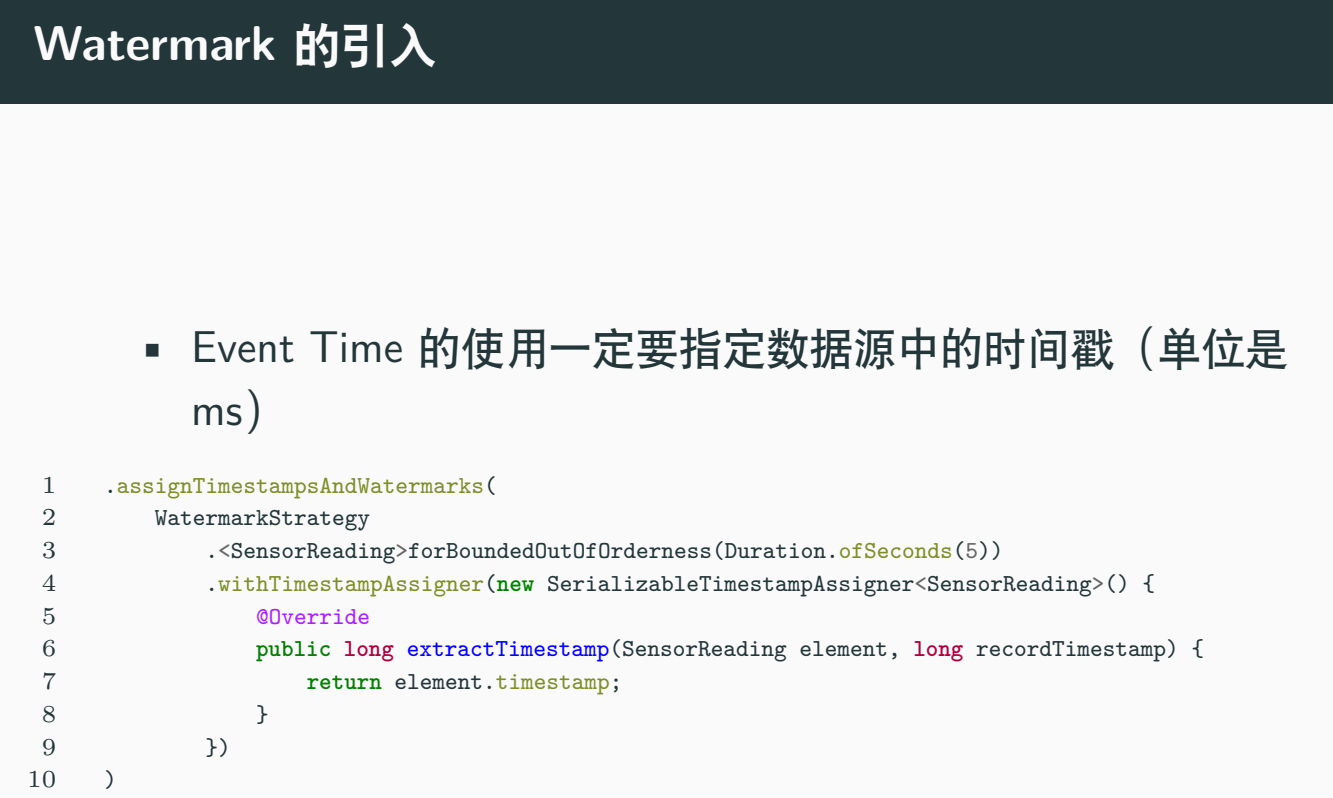 Watermark 的引入
▪ Event Time 的使用一定要指定数据源中的时间戳（单位是
ms）
1 .assignTimestampsAndWatermarks(
2 WatermarkStrategy
3 .<SensorReading>forBoundedOutOfOrderness(Duration.ofSeconds(5))
4 .withTimestampAssigner(new SerializableTimestampAssigner<SensorReading>() {
5 @Override
6 public long extractTimestamp(SensorReading element, long recordTimestamp) {
7 return element.timestamp;
8 }
9 })
10 )